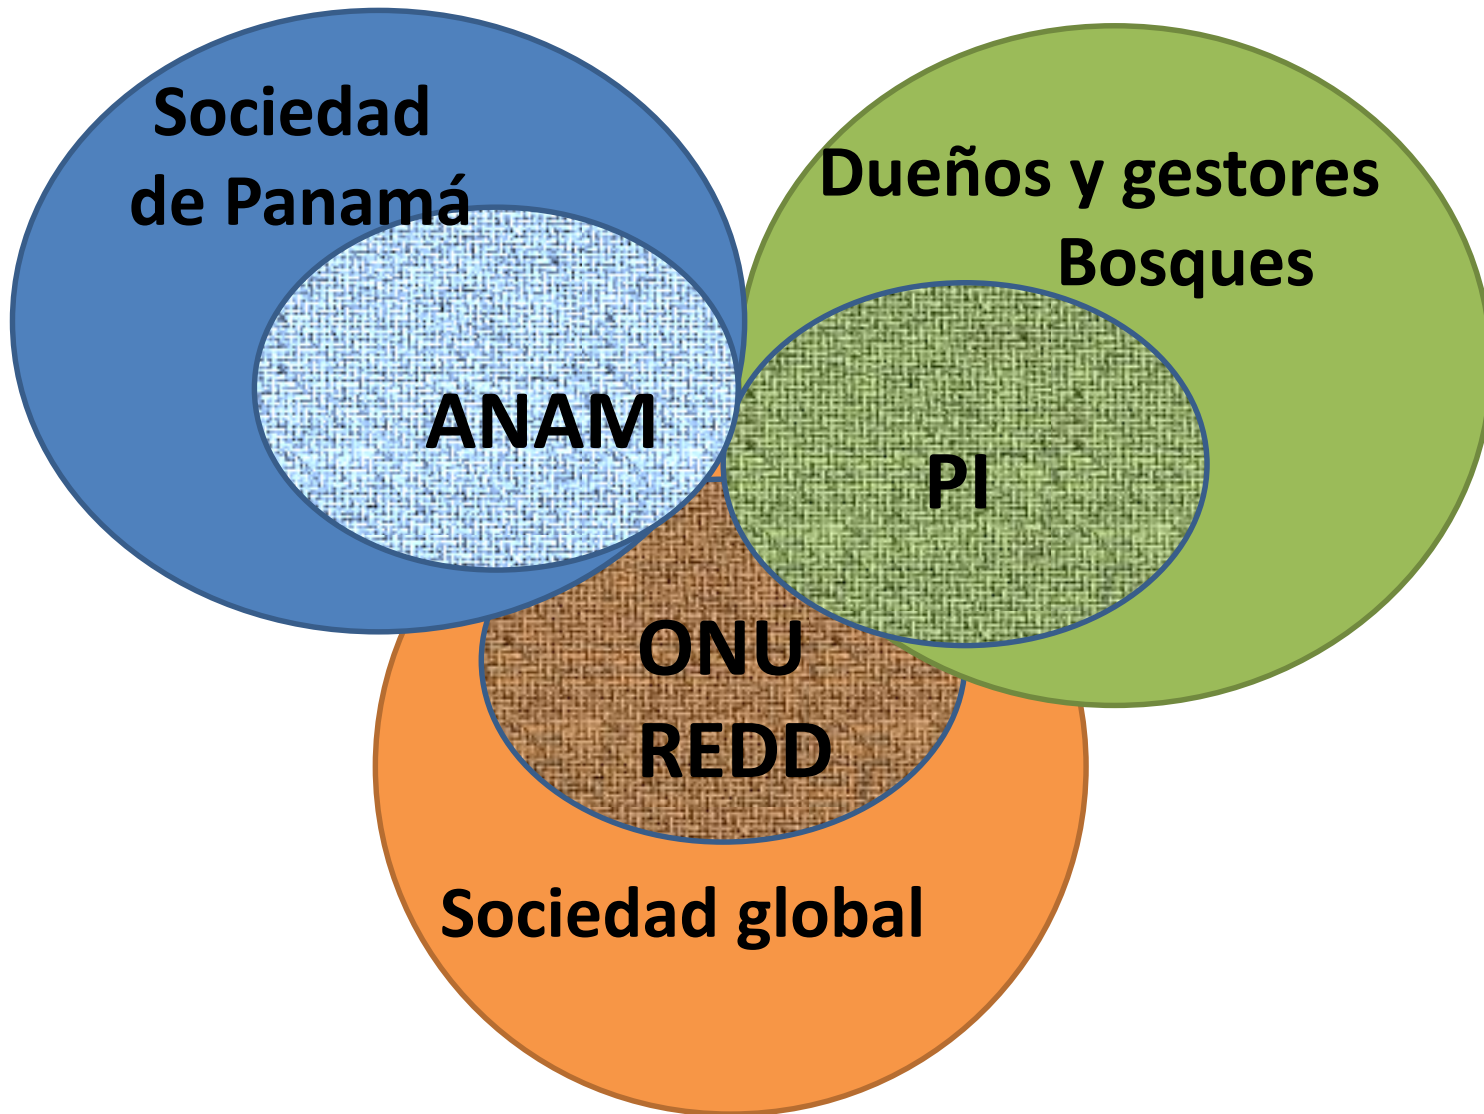 Sociedad
de Panamá
Dueños y gestores
Bosques
ANAM
PI
ONU
REDD
Sociedad global